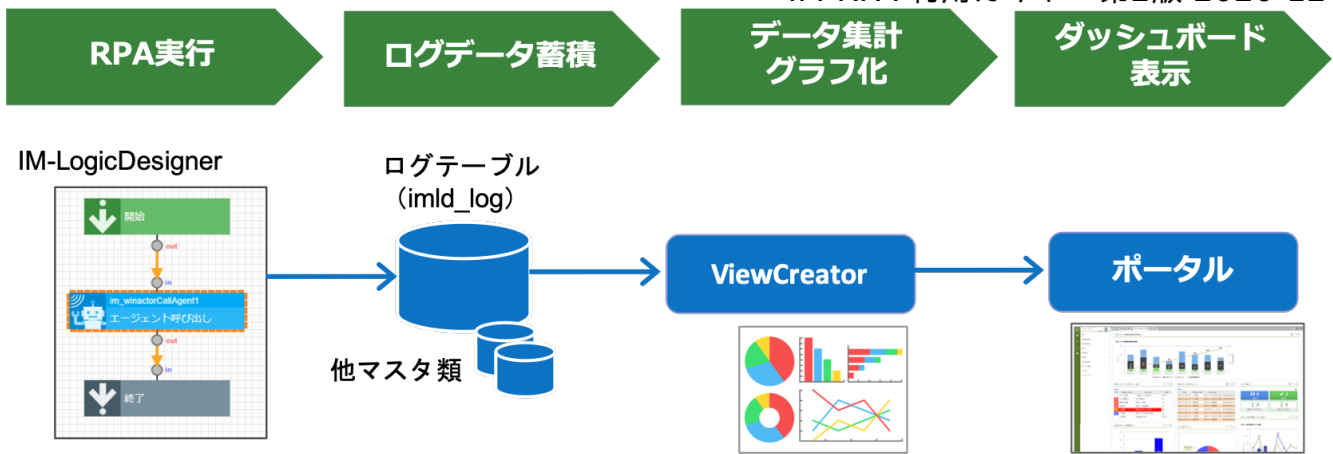 RPA実行
ログデータ蓄積
データ集計
グラフ化
ダッシュボード
表示
IM-LogicDesigner
開始
out
in
im_winactorCallAgent1
エージェント呼び出し
out
in
終了
ログテーブル
（imld_log）
他マスタ類
ViewCreator
ポータル